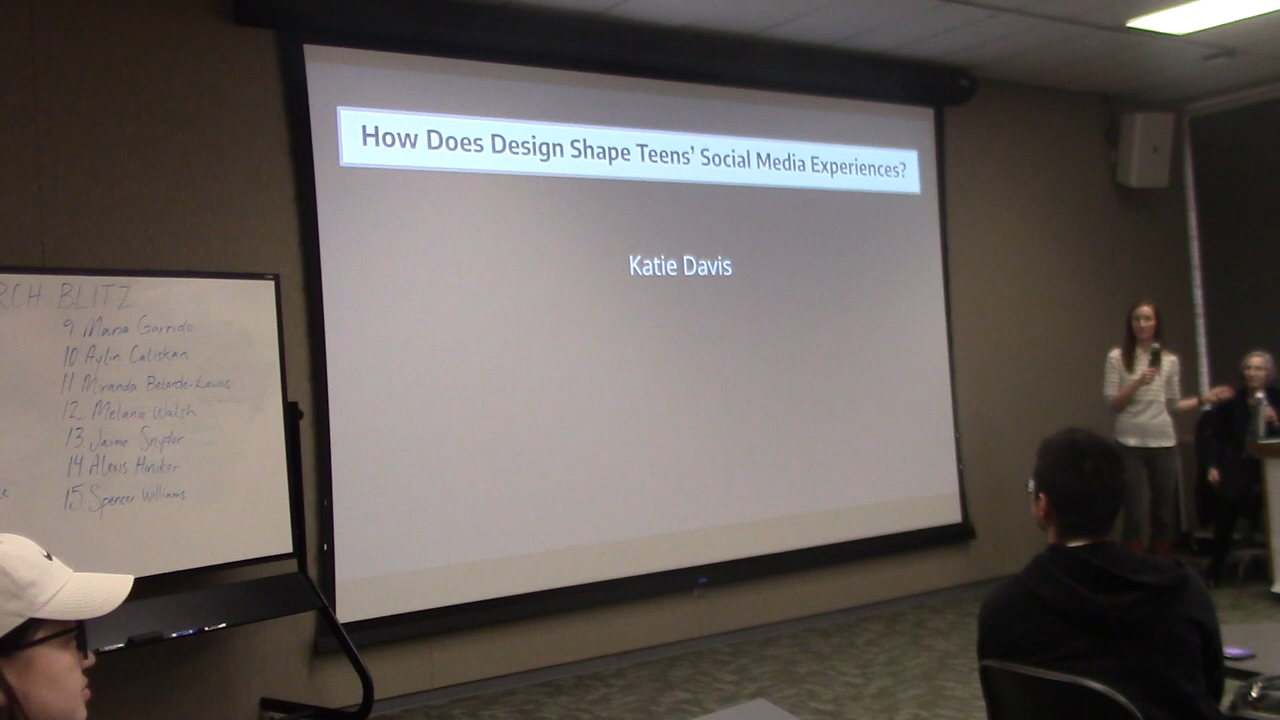 How Does Design Shape Teens' Social Media Experiences?
Katie Davis
RCH BLITZ
9 Maria Garrido
10 Aylin Caliskan
11 Miranda Belarde-Lewis
12 Melanie Walsh
13 Jaime Snyder
14 Alexis Hiniker
15 Spencer Williams